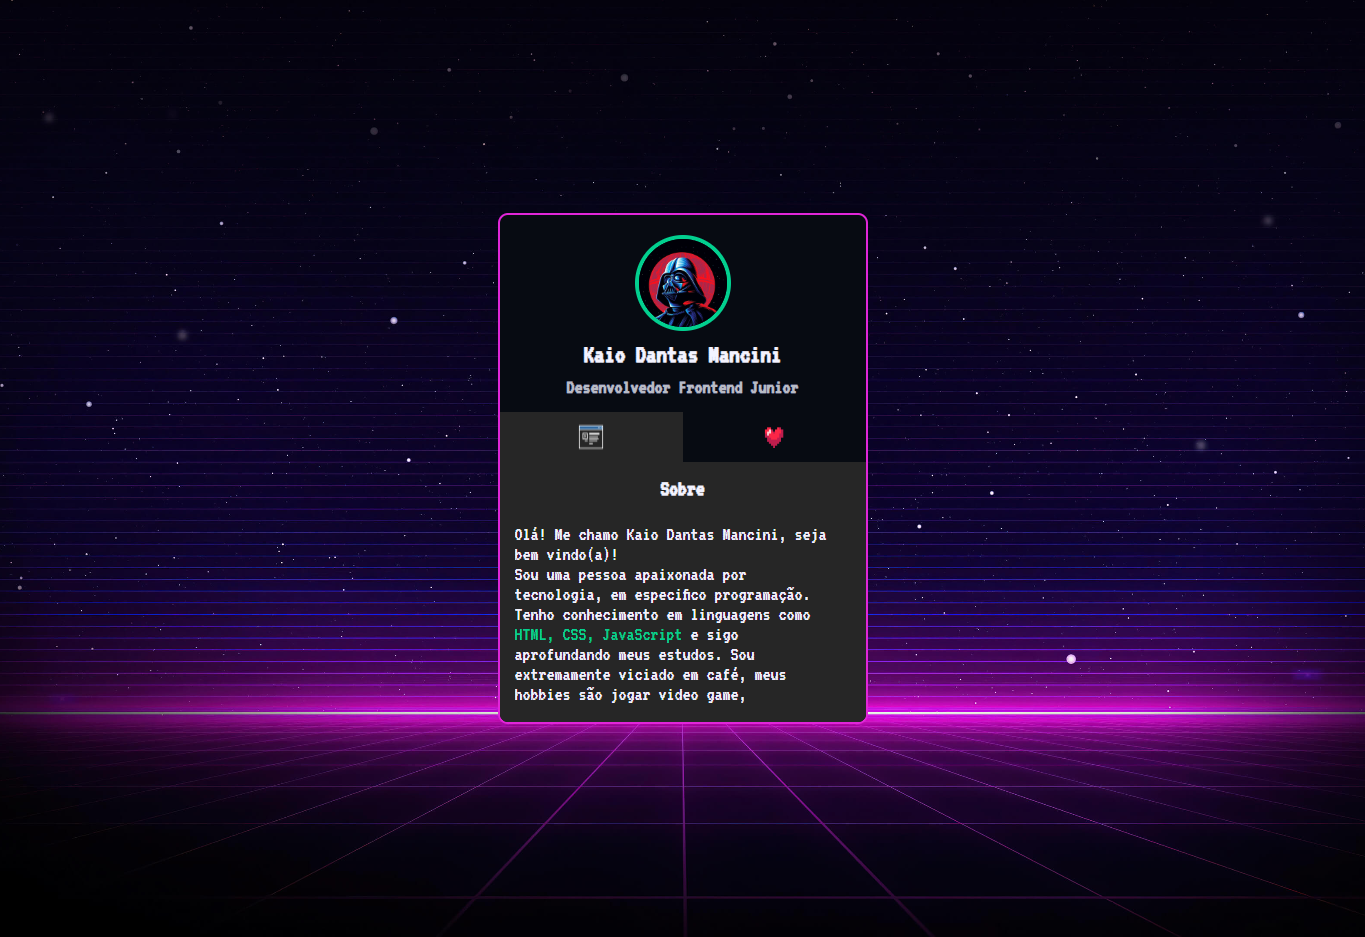 Kaio Dantas Mancini
Desenvolvedor Frontend Junior
Sobre
Olá! Me chamo Kaio Dantas Mancini, seja
bem vindo(a)!
Sou uma pessoa apaixonada por
tecnologia, em especifico programação.
Tenho conhecimento em linguagens como
HTML, CSS, JavaScript e sigo
aprofundando meus estudos. Sou
extremamente viciado em café, meus
hobbies são jogar video game,